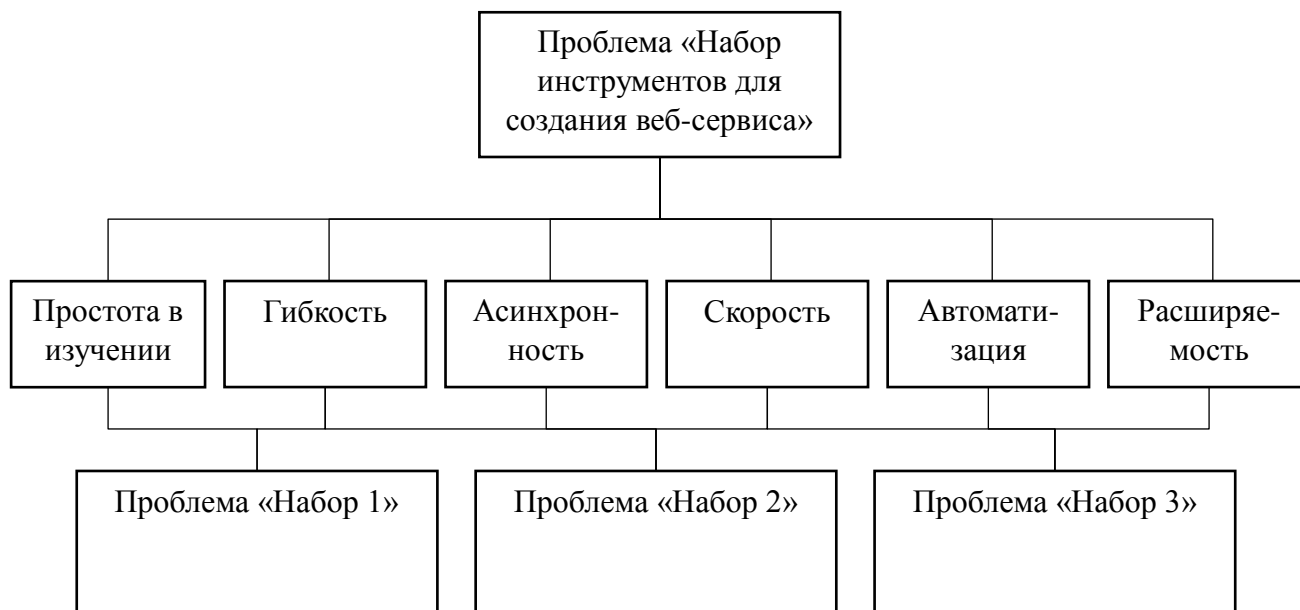 Проблема «Набор
инструментов для
создания веб-сервиса»
Простота в
изучении
Гибкость
Асинхрон-
ность
Скорость
Автомати-
зация
Расширяе-
мость
Проблема «Набор 1»
Проблема «Набор 2»
Проблема «Набор 3»